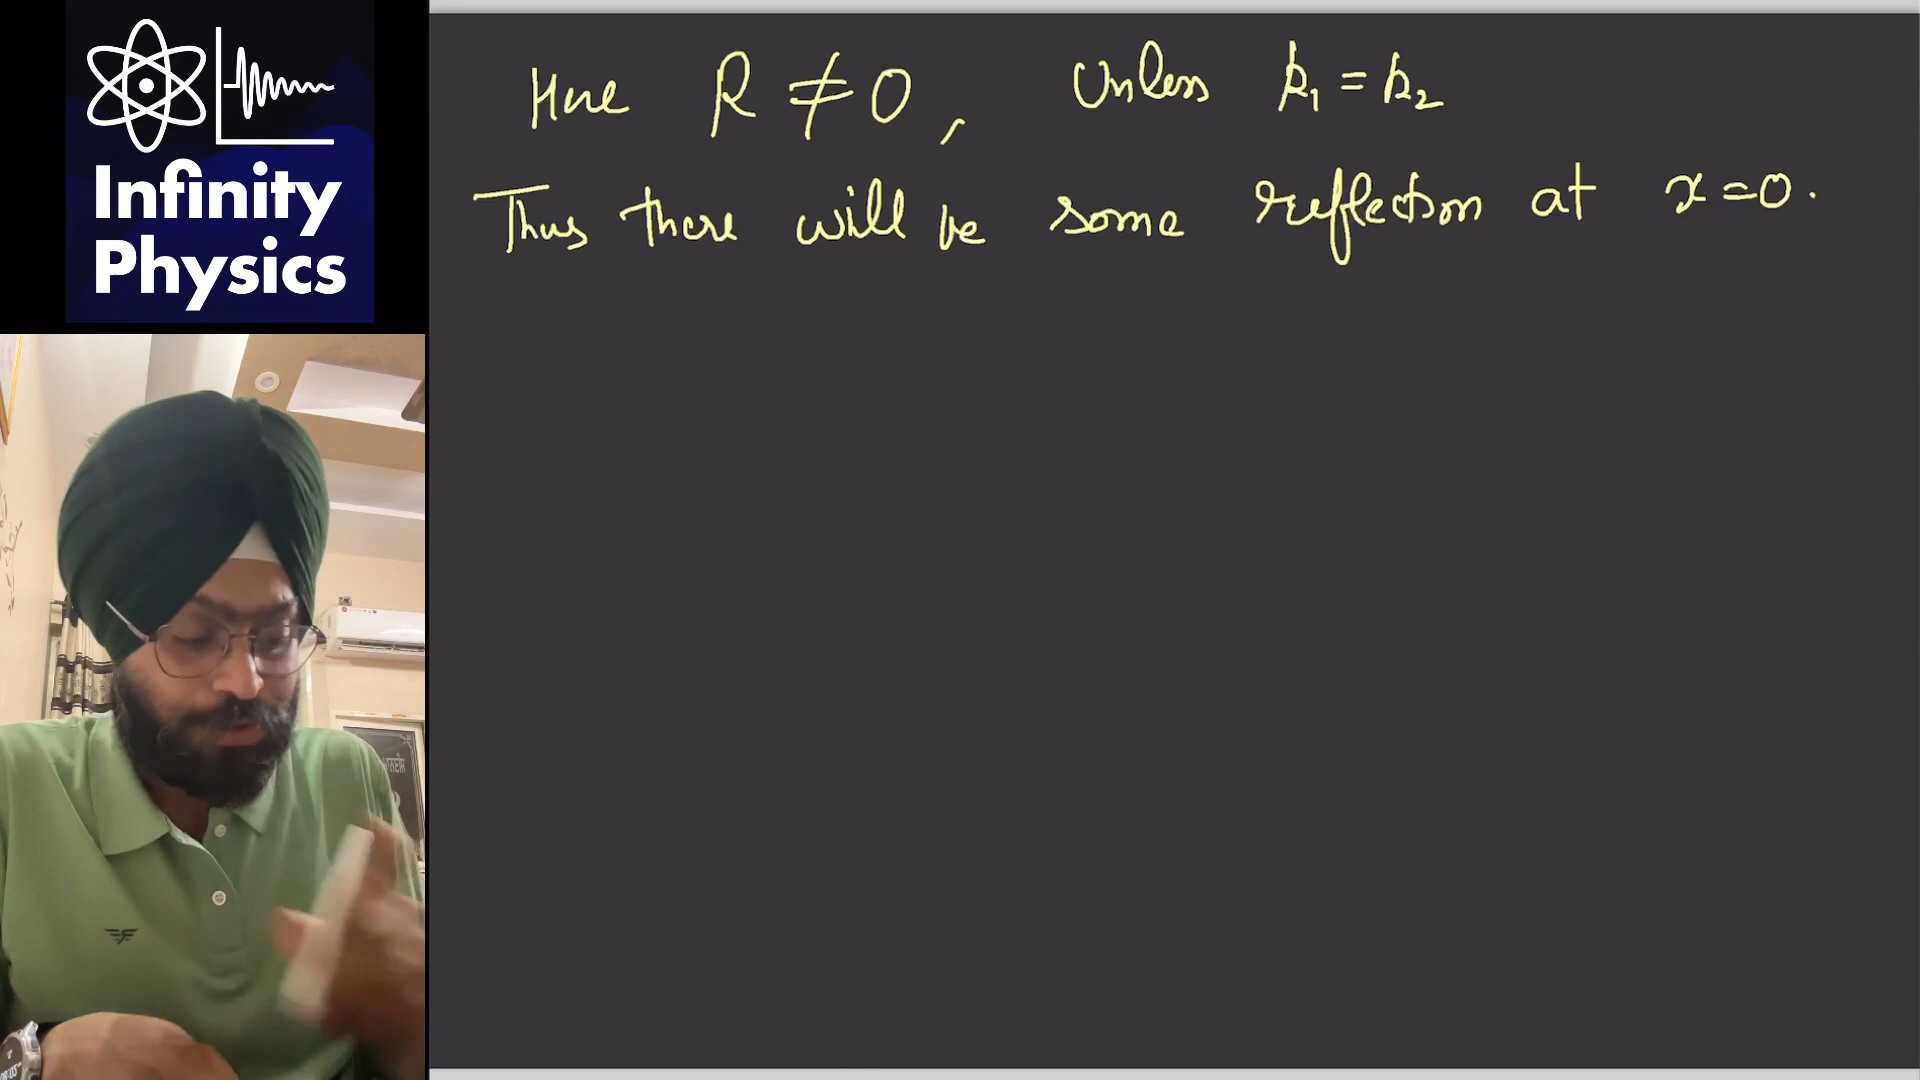 Infinity
Physics
Here R ≠ 0, Unless k₁ = k₂
Thus there will be some reflection at x = 0.